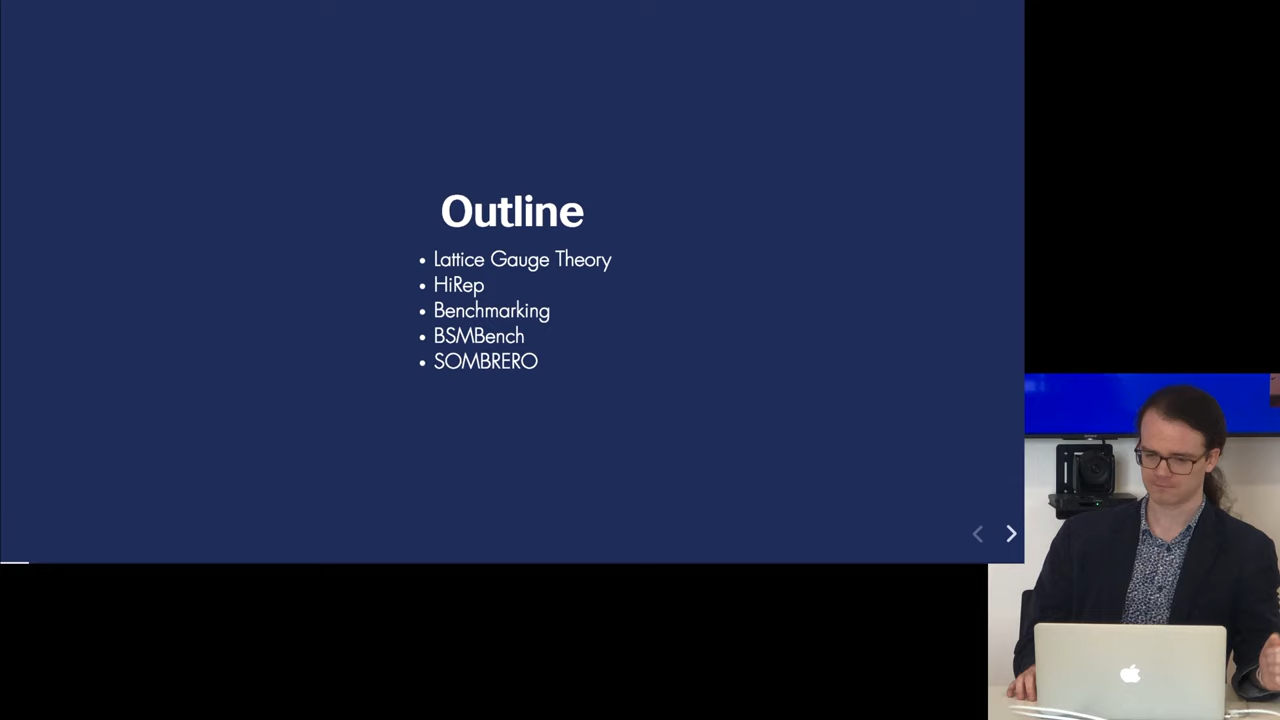 Outline
• Lattice Gauge Theory
• HiRep
• Benchmarking
• BSMBench
• SOMBRERO